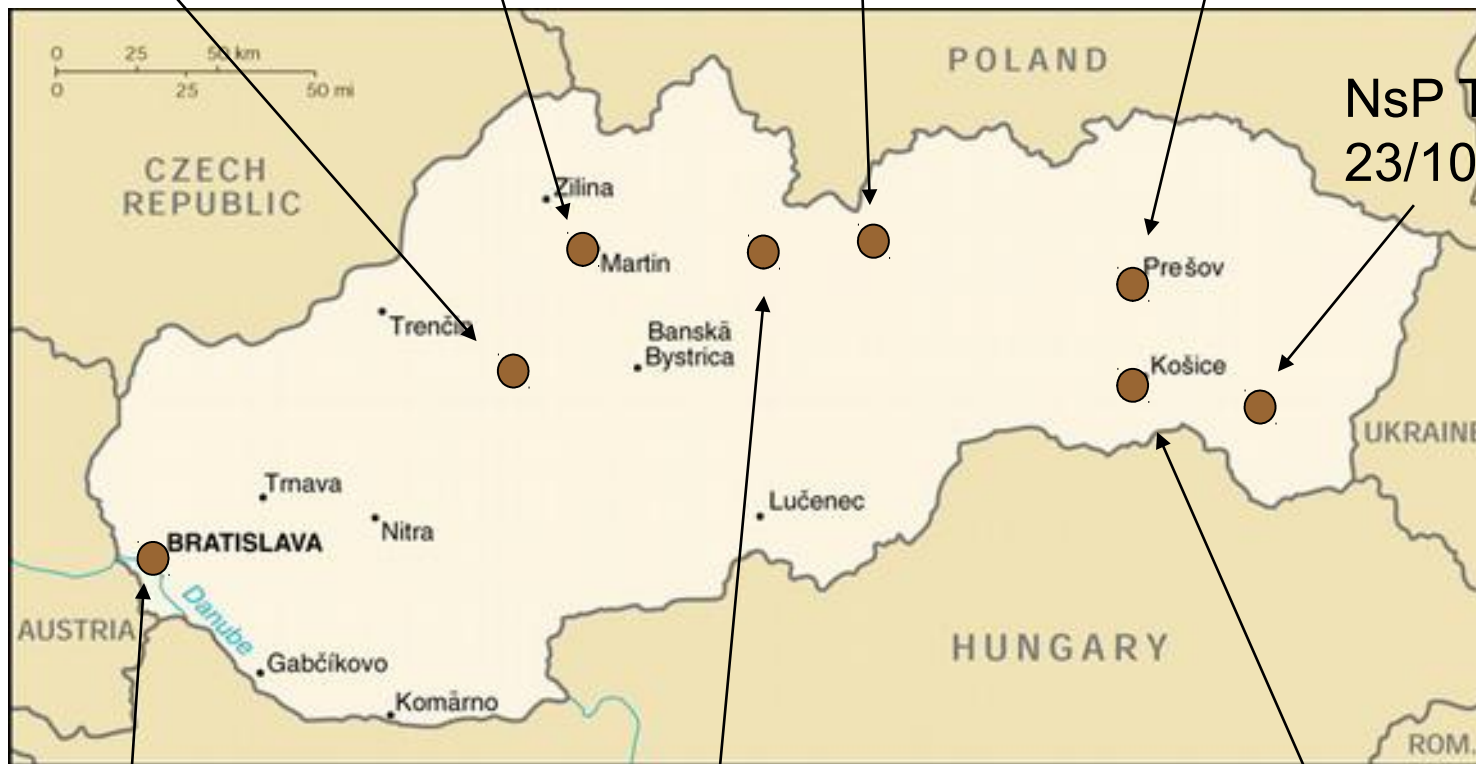 0 25 50 km
0 25 50 mi
POLAND
NsP T
23/10
CZECH
REPUBLIC
Žilina
Martin
Prešov
Trenčín
Banská
Bystrica
Košice
UKRAINE
Trnava
Lučenec
Nitra
BRATISLAVA
Danube
AUSTRIA
HUNGARY
Gabčíkovo
Komárno
ROM.